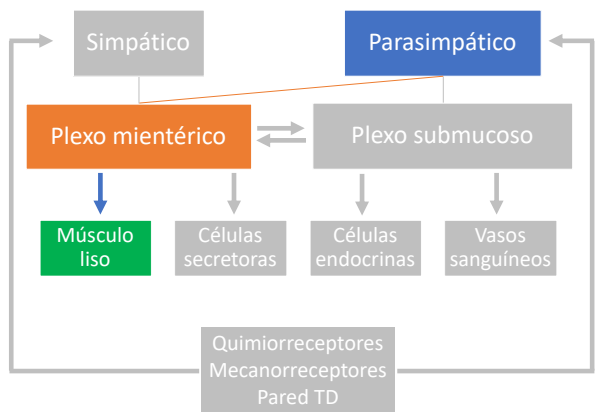 Simpático
Parasimpático
Plexo mientérico
Plexo submucoso
Músculo
liso
Células
secretoras
Células
endocrinas
Vasos
sanguíneos
Quimiorreceptores
Mecanorreceptores
Pared TD